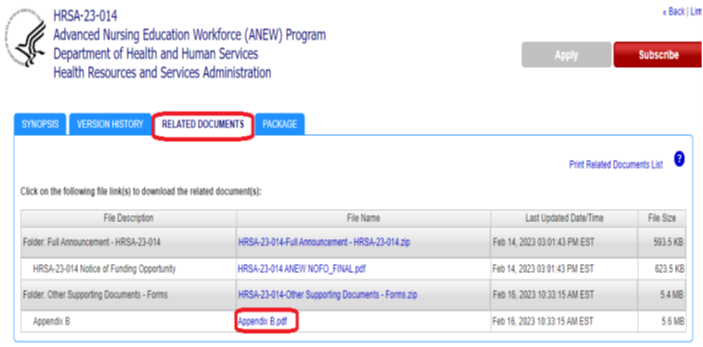 HRSA-23-014
Advanced Nursing Education Workforce (ANEW) Program
Department of Health and Human Services
Health Resources and Services Administration
« Back | Lim
Apply
Subscribe
SYNOPSIS VERSION HISTORY RELATED DOCUMENTS PACKAGE
Print Related Documents List ?
Click on the following file link(s) to download the related document(s):
File Description File Name Last Updated Date/Time File Size
Folder: Full Announcement - HRSA-23-014 HRSA-23-014-Full Announcement - HRSA-23-014.zip Feb 14, 2023 03:01:43 PM EST 593.5 KB
HRSA-23-014 Notice of Funding Opportunity HRSA-23-014 ANEW NOFO_FINAL.pdf Feb 14, 2023 03:01:43 PM EST 623.5 KB
Folder: Other Supporting Documents - Forms HRSA-23-014-Other Supporting Documents - Forms.zip Feb 16, 2023 10:33:15 AM EST 5.4 MB
Appendix B Appendix B.pdf Feb 16, 2023 10:33:15 AM EST 5.6 MB